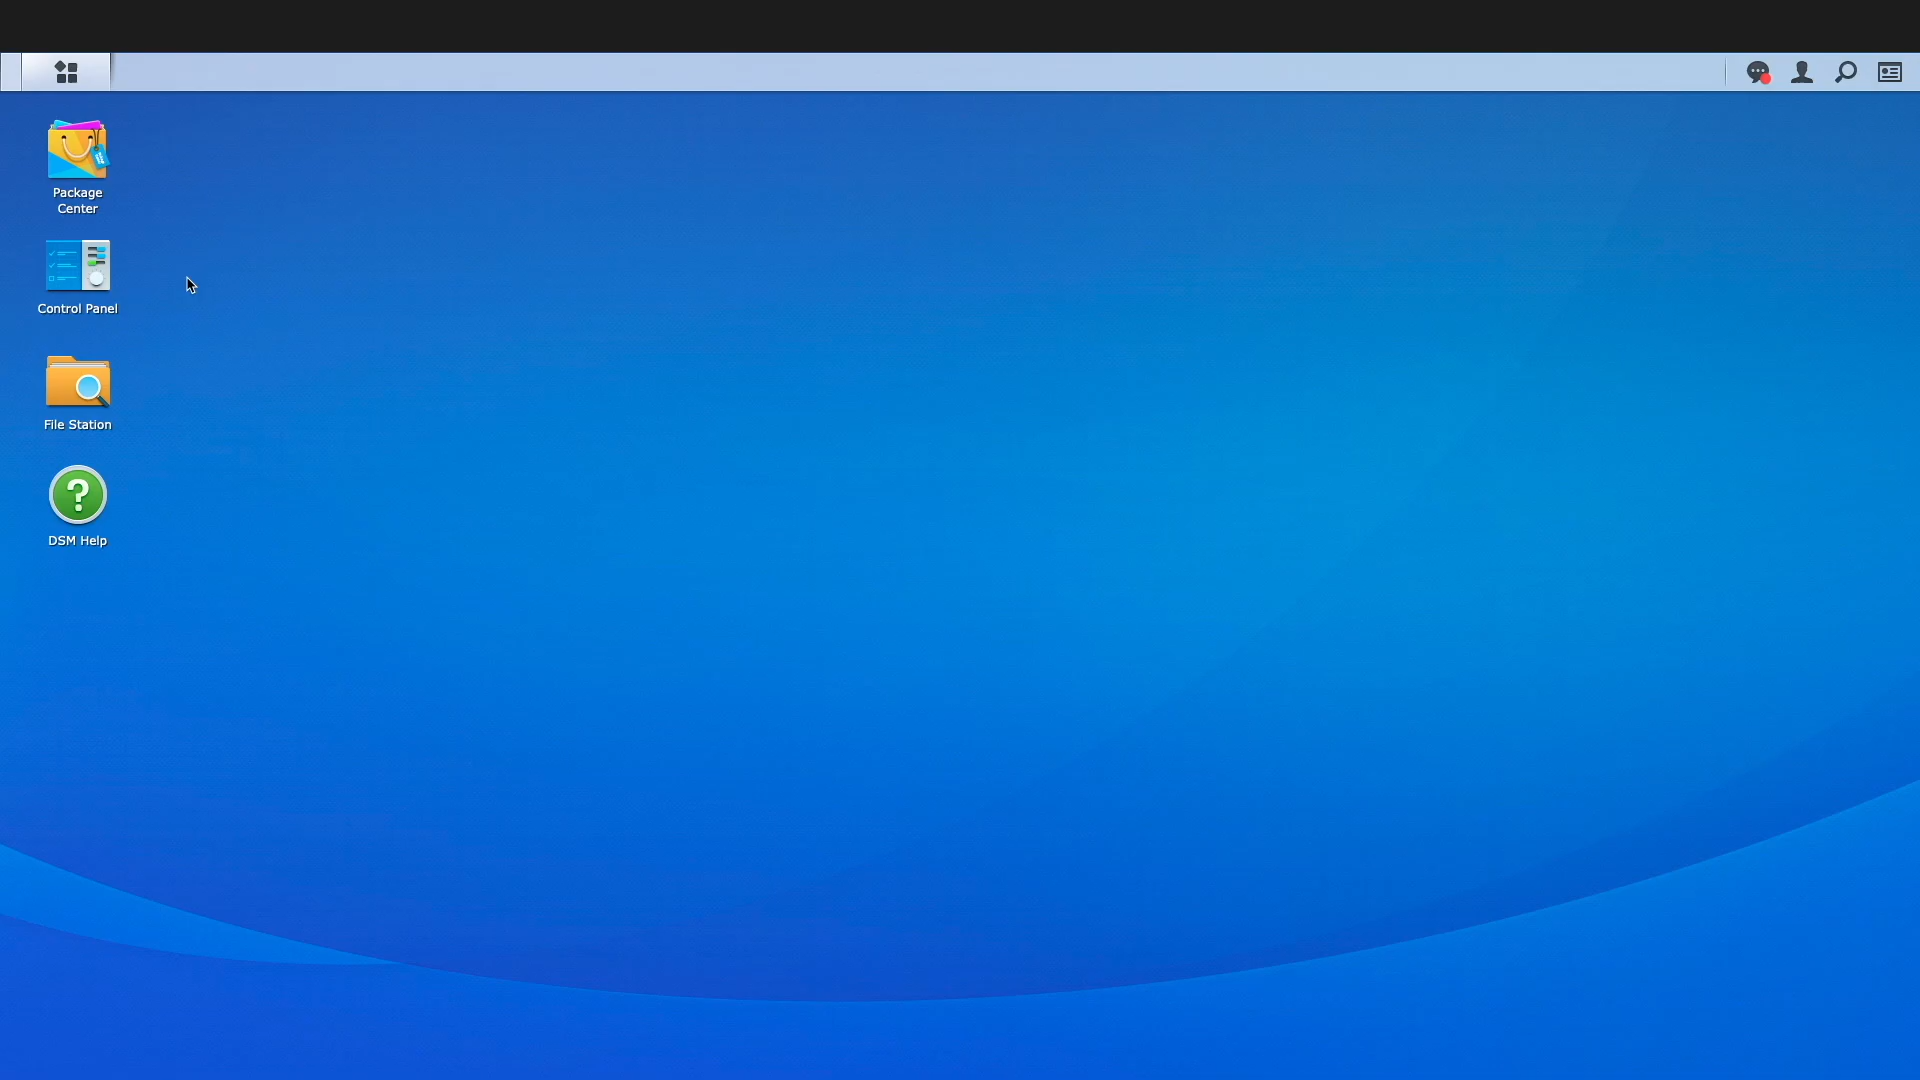 Package
Center
Control Panel
File Station
DSM Help